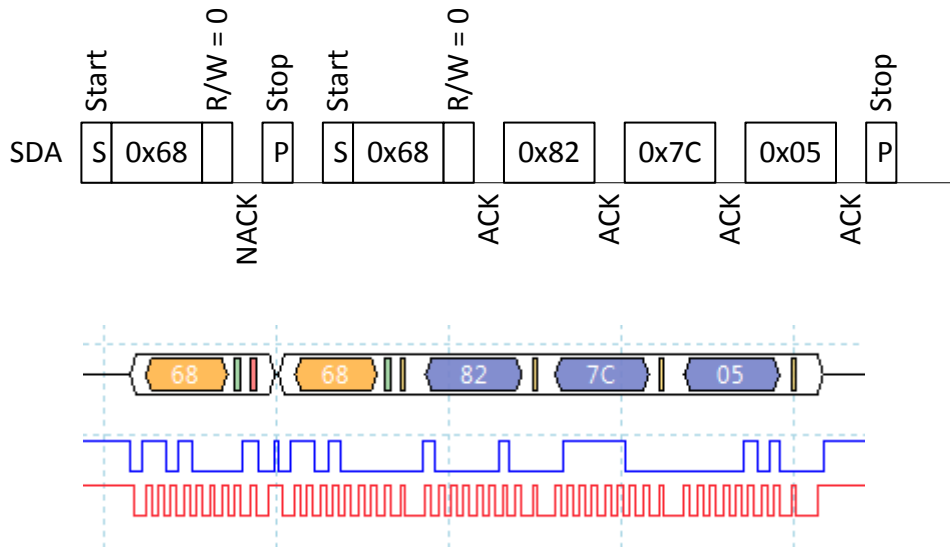 Start R/W = 0 Stop Start R/W = 0 Stop
SDA S 0x68 P S 0x68 0x82 0x7C 0x05 P
NACK ACK ACK ACK ACK
68 68 82 7C 05